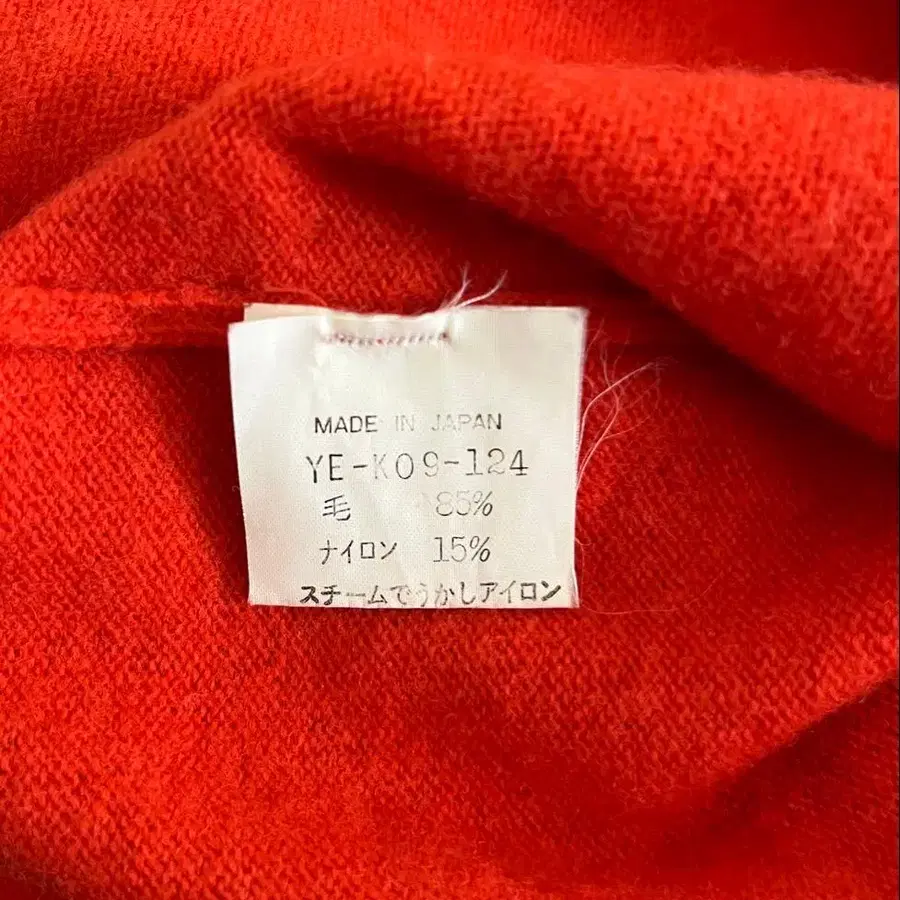 MADE IN JAPAN
YE-K09-124
毛 85%
ナイロン 15%
スチームでうかしアイロン